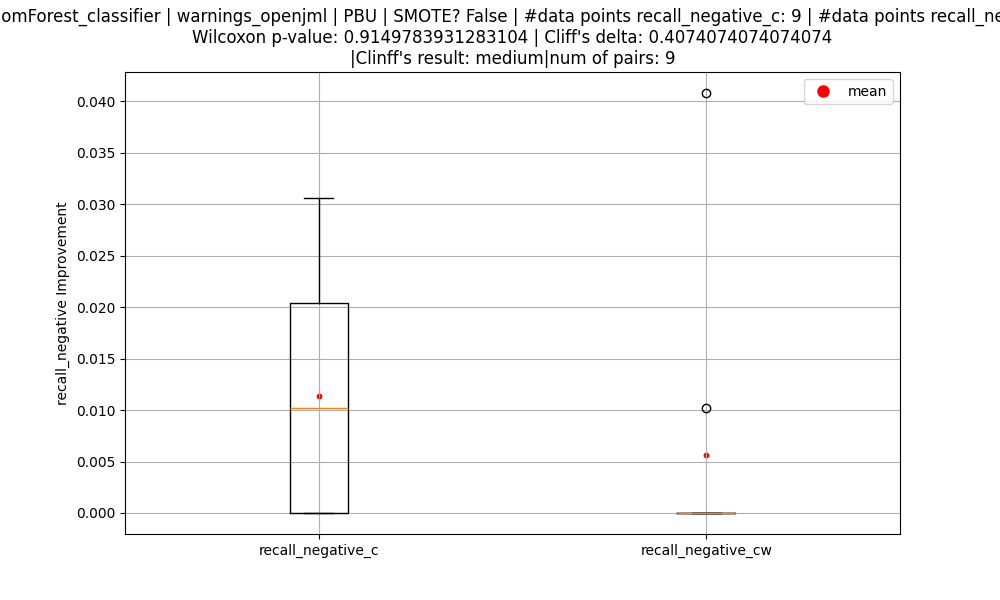 | warnings_openjml | PBU | SMOTE? False | #data points recall_negative_c: 9 | #data points
Wilcoxon p-value: 0.9149783931283104 | Cliff's delta: 0.4074074074074074
|Clinff's result: medium|num of pairs: 9
mean
0.040
0.035
0.030
0.025
0.020
0.015
0.010
0.005
0.000
recall_negative Improvement
recall_negative_c
recall_negative_cw